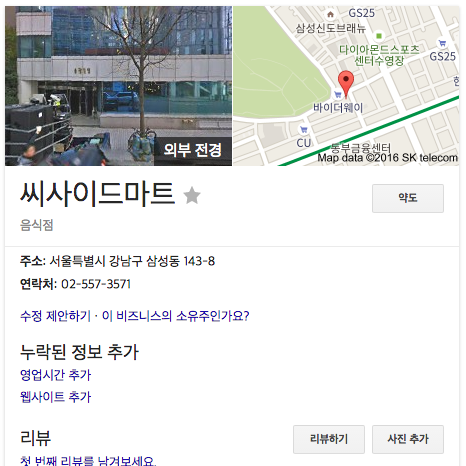 외부 전경
GS25
삼성신도브래뉴
다이아몬드스포츠
센터수영장
GS25
바이더웨이
CU
동부금융센터
Map data ©2016 SK telecom
씨사이드마트
약도
음식점
주소: 서울특별시 강남구 삼성동 143-8
연락처: 02-557-3571
수정 제안하기 · 이 비즈니스의 소유주인가요?
누락된 정보 추가
영업시간 추가
웹사이트 추가
리뷰
리뷰하기
사진 추가
첫 번째 리뷰를 남겨보세요.